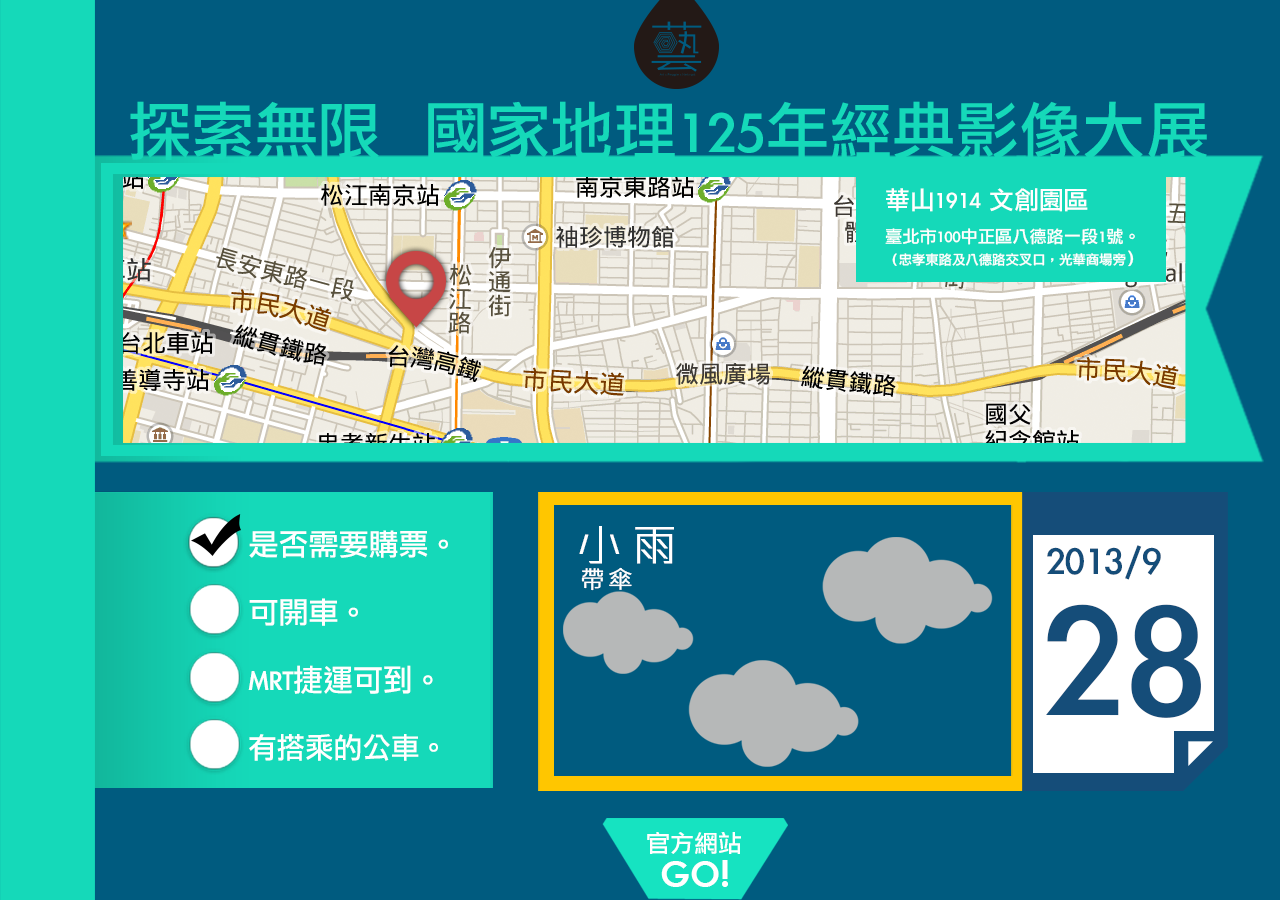 藝
探索無限 國家地理125年經典影像大展
華山1914 文創園區
臺北市100中正區八德路一段1號。
（忠孝東路及八德路交叉口，光華商場旁）
站
松江南京站
南京東路站
台
五
袖珍博物館
伊通街
松江路
長安東路一段
站
市民大道
台北車站
縱貫鐵路
台灣高鐵
善導寺站
市民大道
微風廣場
縱貫鐵路
市民大道
國父
紀念館站
忠孝新生站
是否需要購票。
可開車。
MRT捷運可到。
有搭乘的公車。
小雨
帶傘
2013/9
28
官方網站
GO!